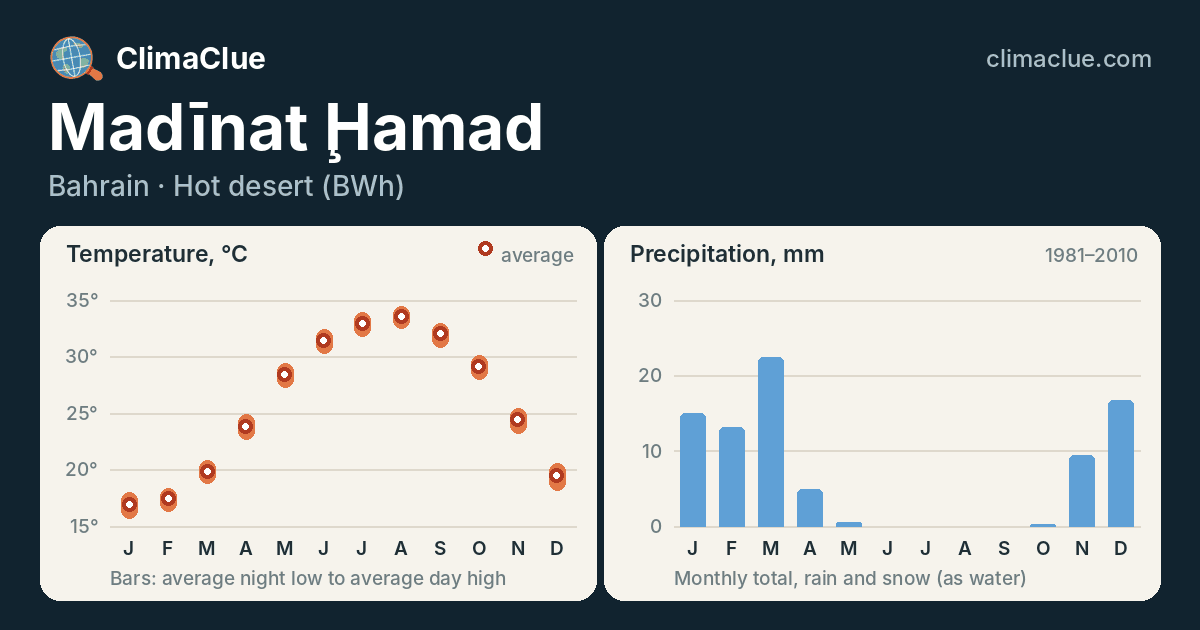 ClimaClue
climaclue.com
Madīnat Ḩamad
Bahrain · Hot desert (BWh)
Temperature, °C
average
35°
30°
25°
20°
15°
J F M A M J J A S O N D
Bars: average night low to average day high
Precipitation, mm
1981–2010
30
20
10
0
J F M A M J J A S O N D
Monthly total, rain and snow (as water)